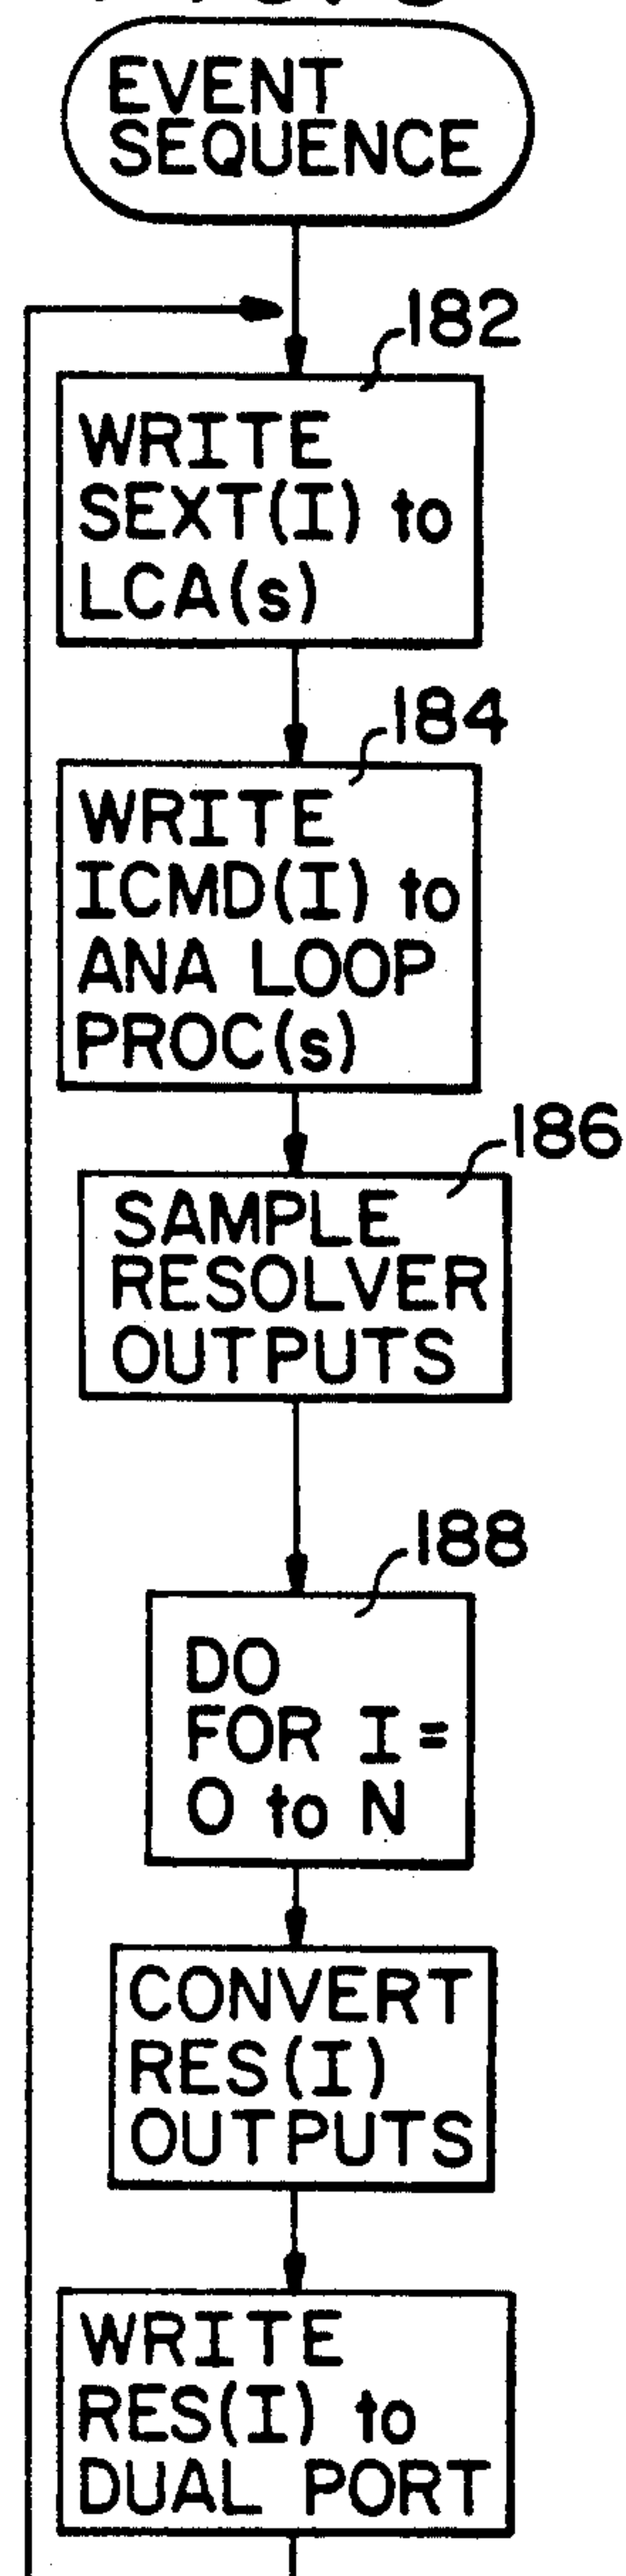 EVENT
SEQUENCE
182
WRITE
SEXT(I) to
LCA(s)
184
WRITE
ICMD(I) to
ANA LOOP
PROC(s)
186
SAMPLE
RESOLVER
OUTPUTS
188
DO
FOR I =
O to N
CONVERT
RES(I)
OUTPUTS
WRITE
RES(I) to
DUAL PORT